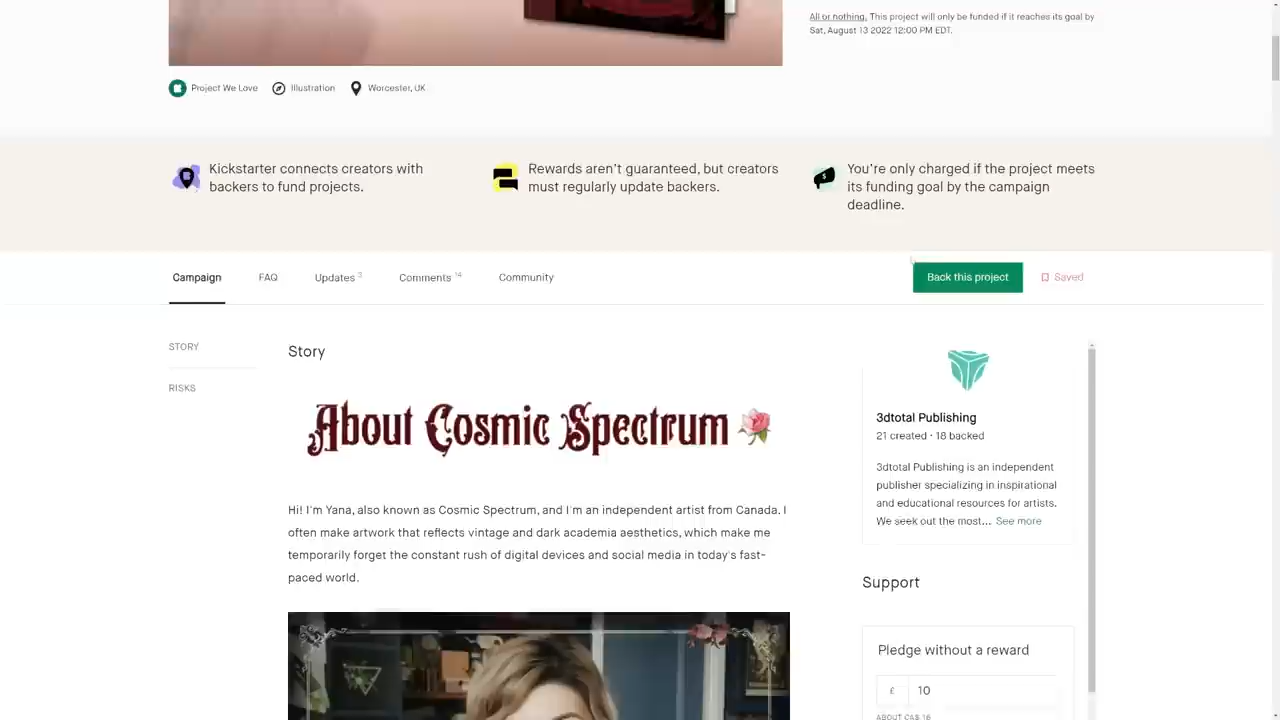 All or nothing. This project will only be funded if it reaches its goal by
Sat, August 13 2022 12:00 PM EDT.
Project We Love
Illustration
Worcester, UK
Kickstarter connects creators with
backers to fund projects.
Rewards aren't guaranteed, but creators
must regularly update backers.
You're only charged if the project meets
its funding goal by the campaign
deadline.
Campaign
FAQ
Updates 3
Comments 14
Community
Back this project
Saved
STORY
RISKS
Story
About Cosmic Spectrum
Hi! I'm Yana, also known as Cosmic Spectrum, and I'm an independent artist from Canada. I
often make artwork that reflects vintage and dark academia aesthetics, which make me
temporarily forget the constant rush of digital devices and social media in today's fast-
paced world.
3dtotal Publishing
21 created · 18 backed
3dtotal Publishing is an independent
publisher specializing in inspirational
and educational resources for artists.
We seek out the most... See more
Support
Pledge without a reward
£ 10
ABOUT CA$ 16